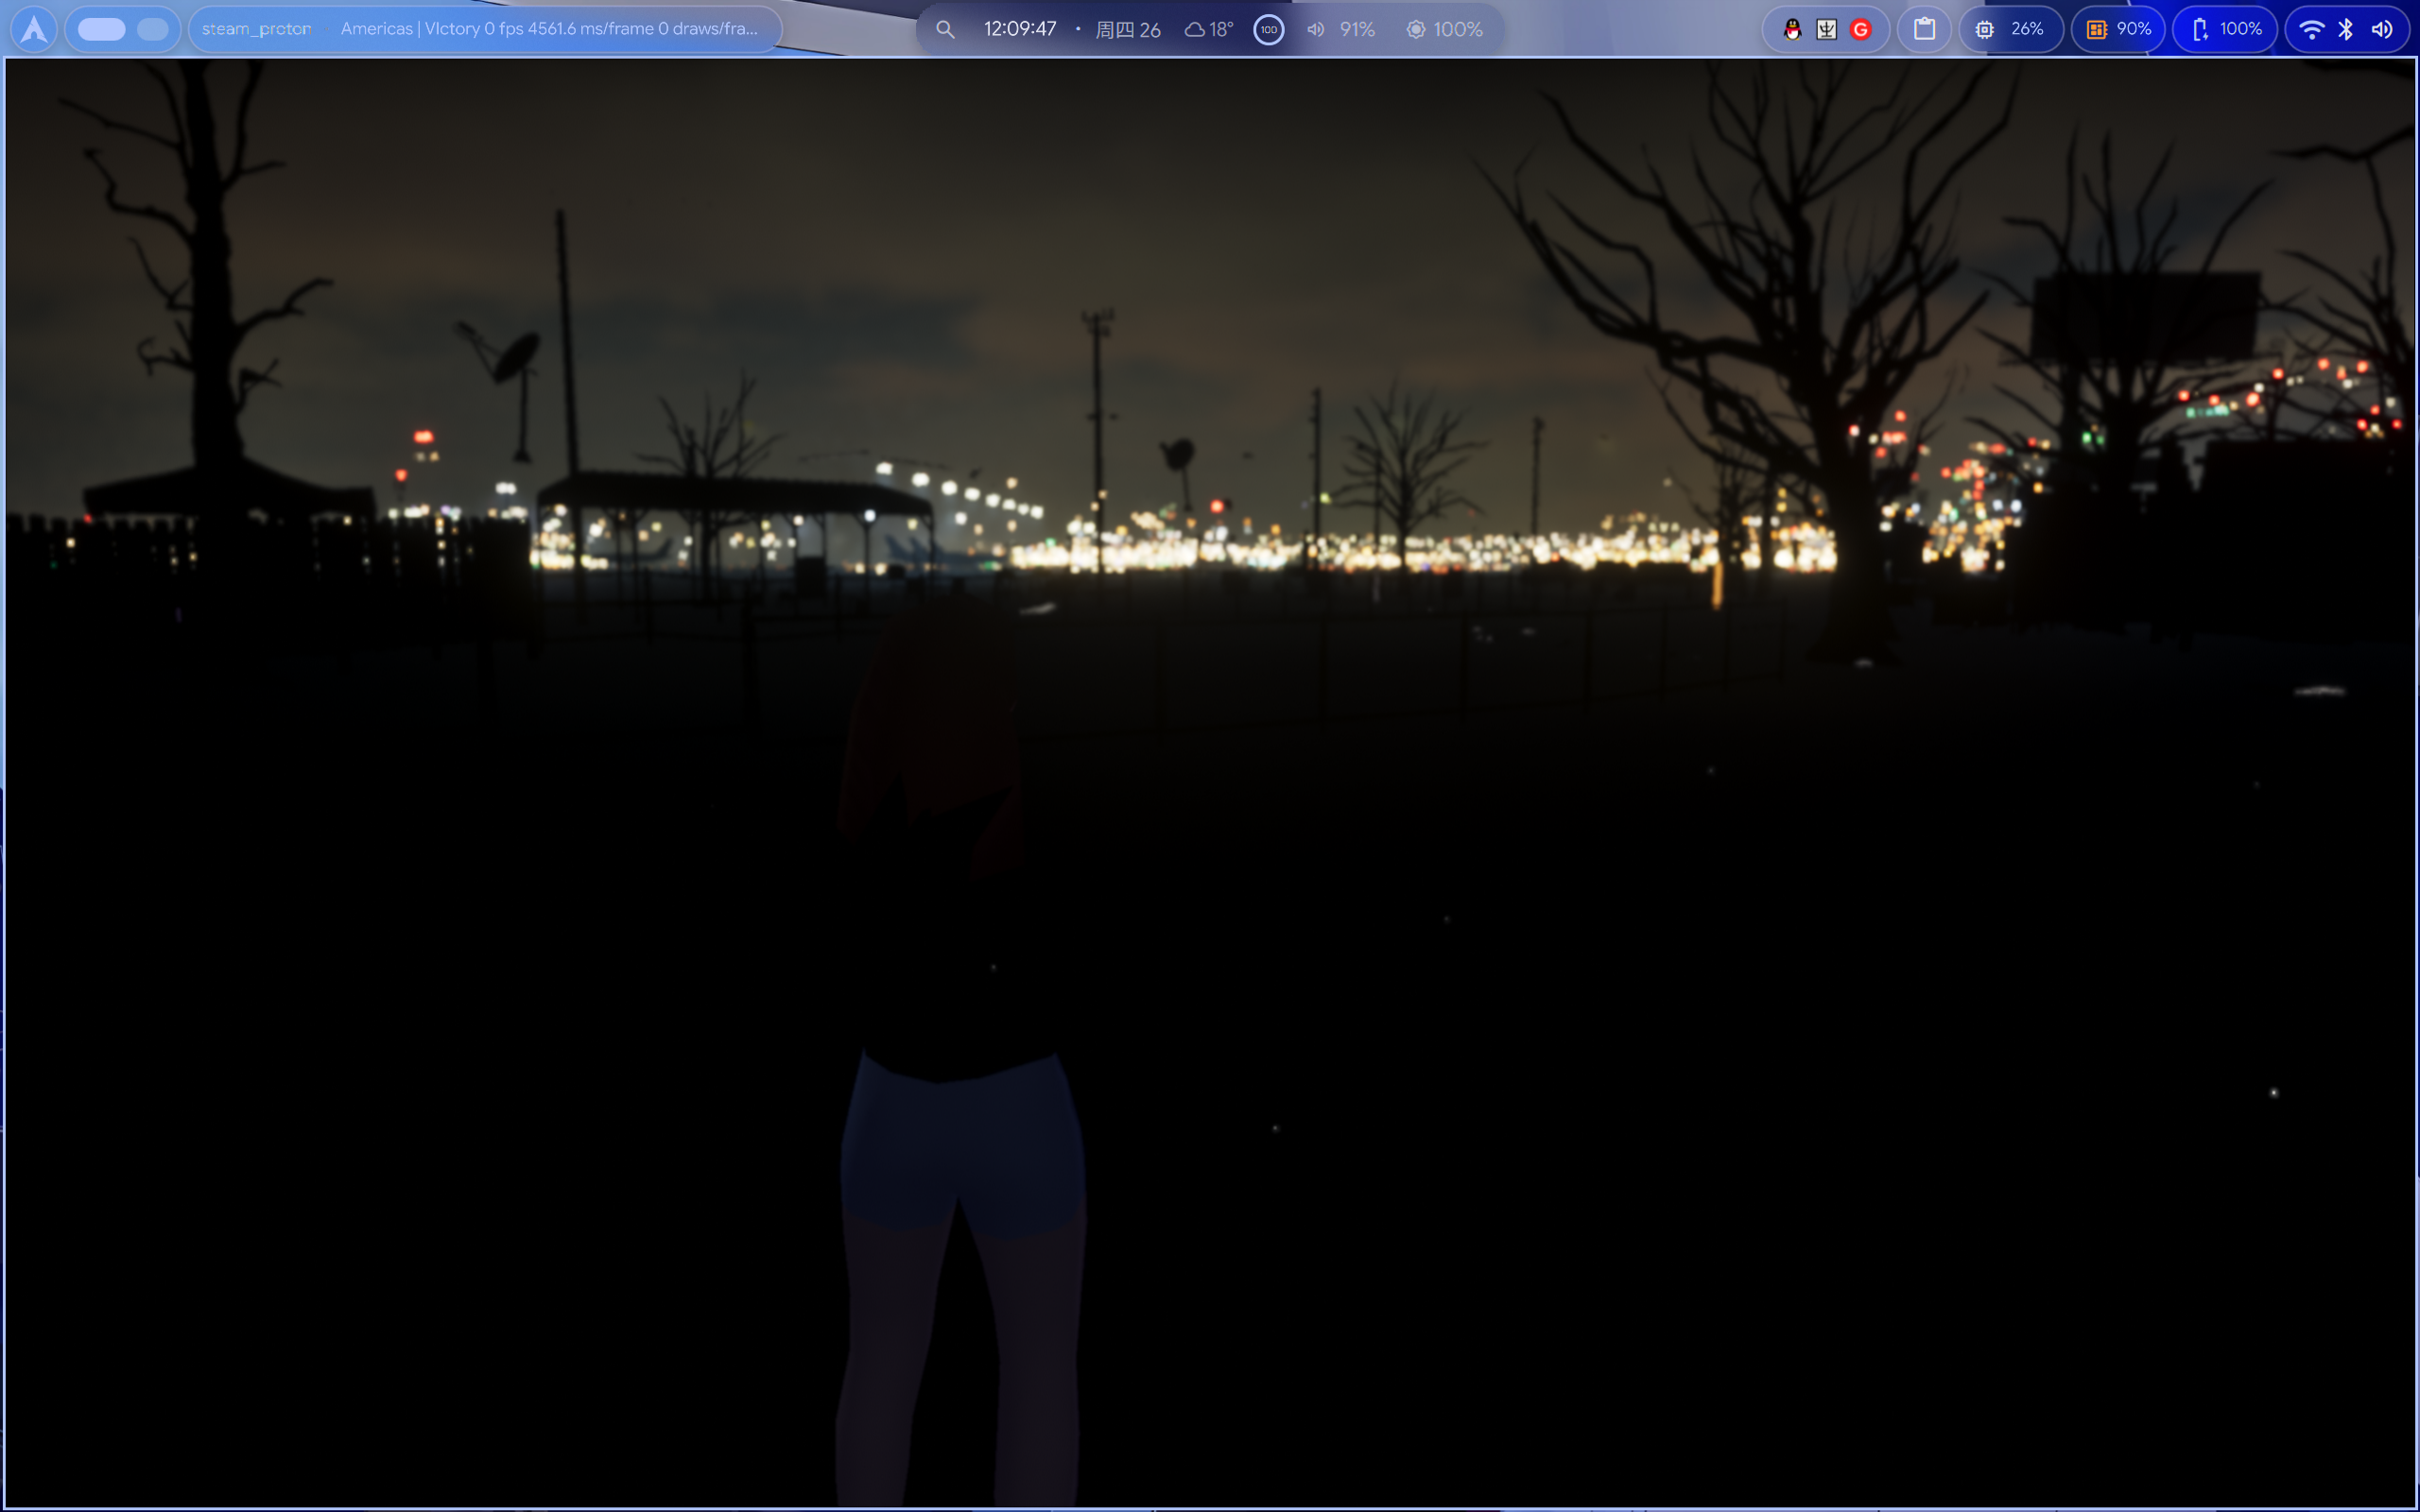 steam_proton Americas | VIctory 0 fps 4561.6 ms/frame 0 draws/fra... 12:09:47 • 周四 26 18° 100 91% 100% G 26% 90% 100%